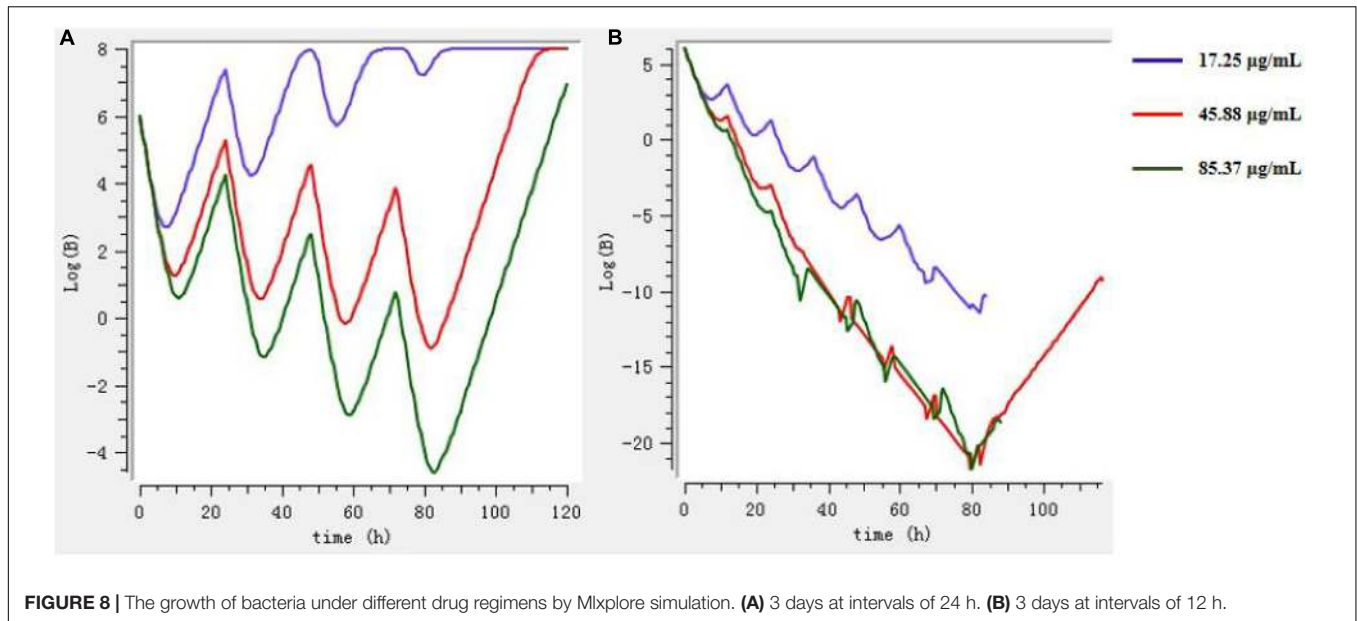 A
8
6
4
2
0
-2
-4
Log(B)
0 20 40 60 80 100 120
time (h)
B
5
0
-5
-10
-15
-20
Log(B)
0 20 40 60 80 100
time (h)
17.25 µg/mL
45.88 µg/mL
85.37 µg/mL
FIGURE 8 | The growth of bacteria under different drug regimens by Mlxplore simulation. (A) 3 days at intervals of 24 h. (B) 3 days at intervals of 12 h.